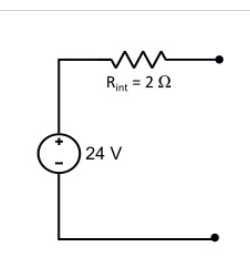 R_int = 2 Ω
+
24 V
-